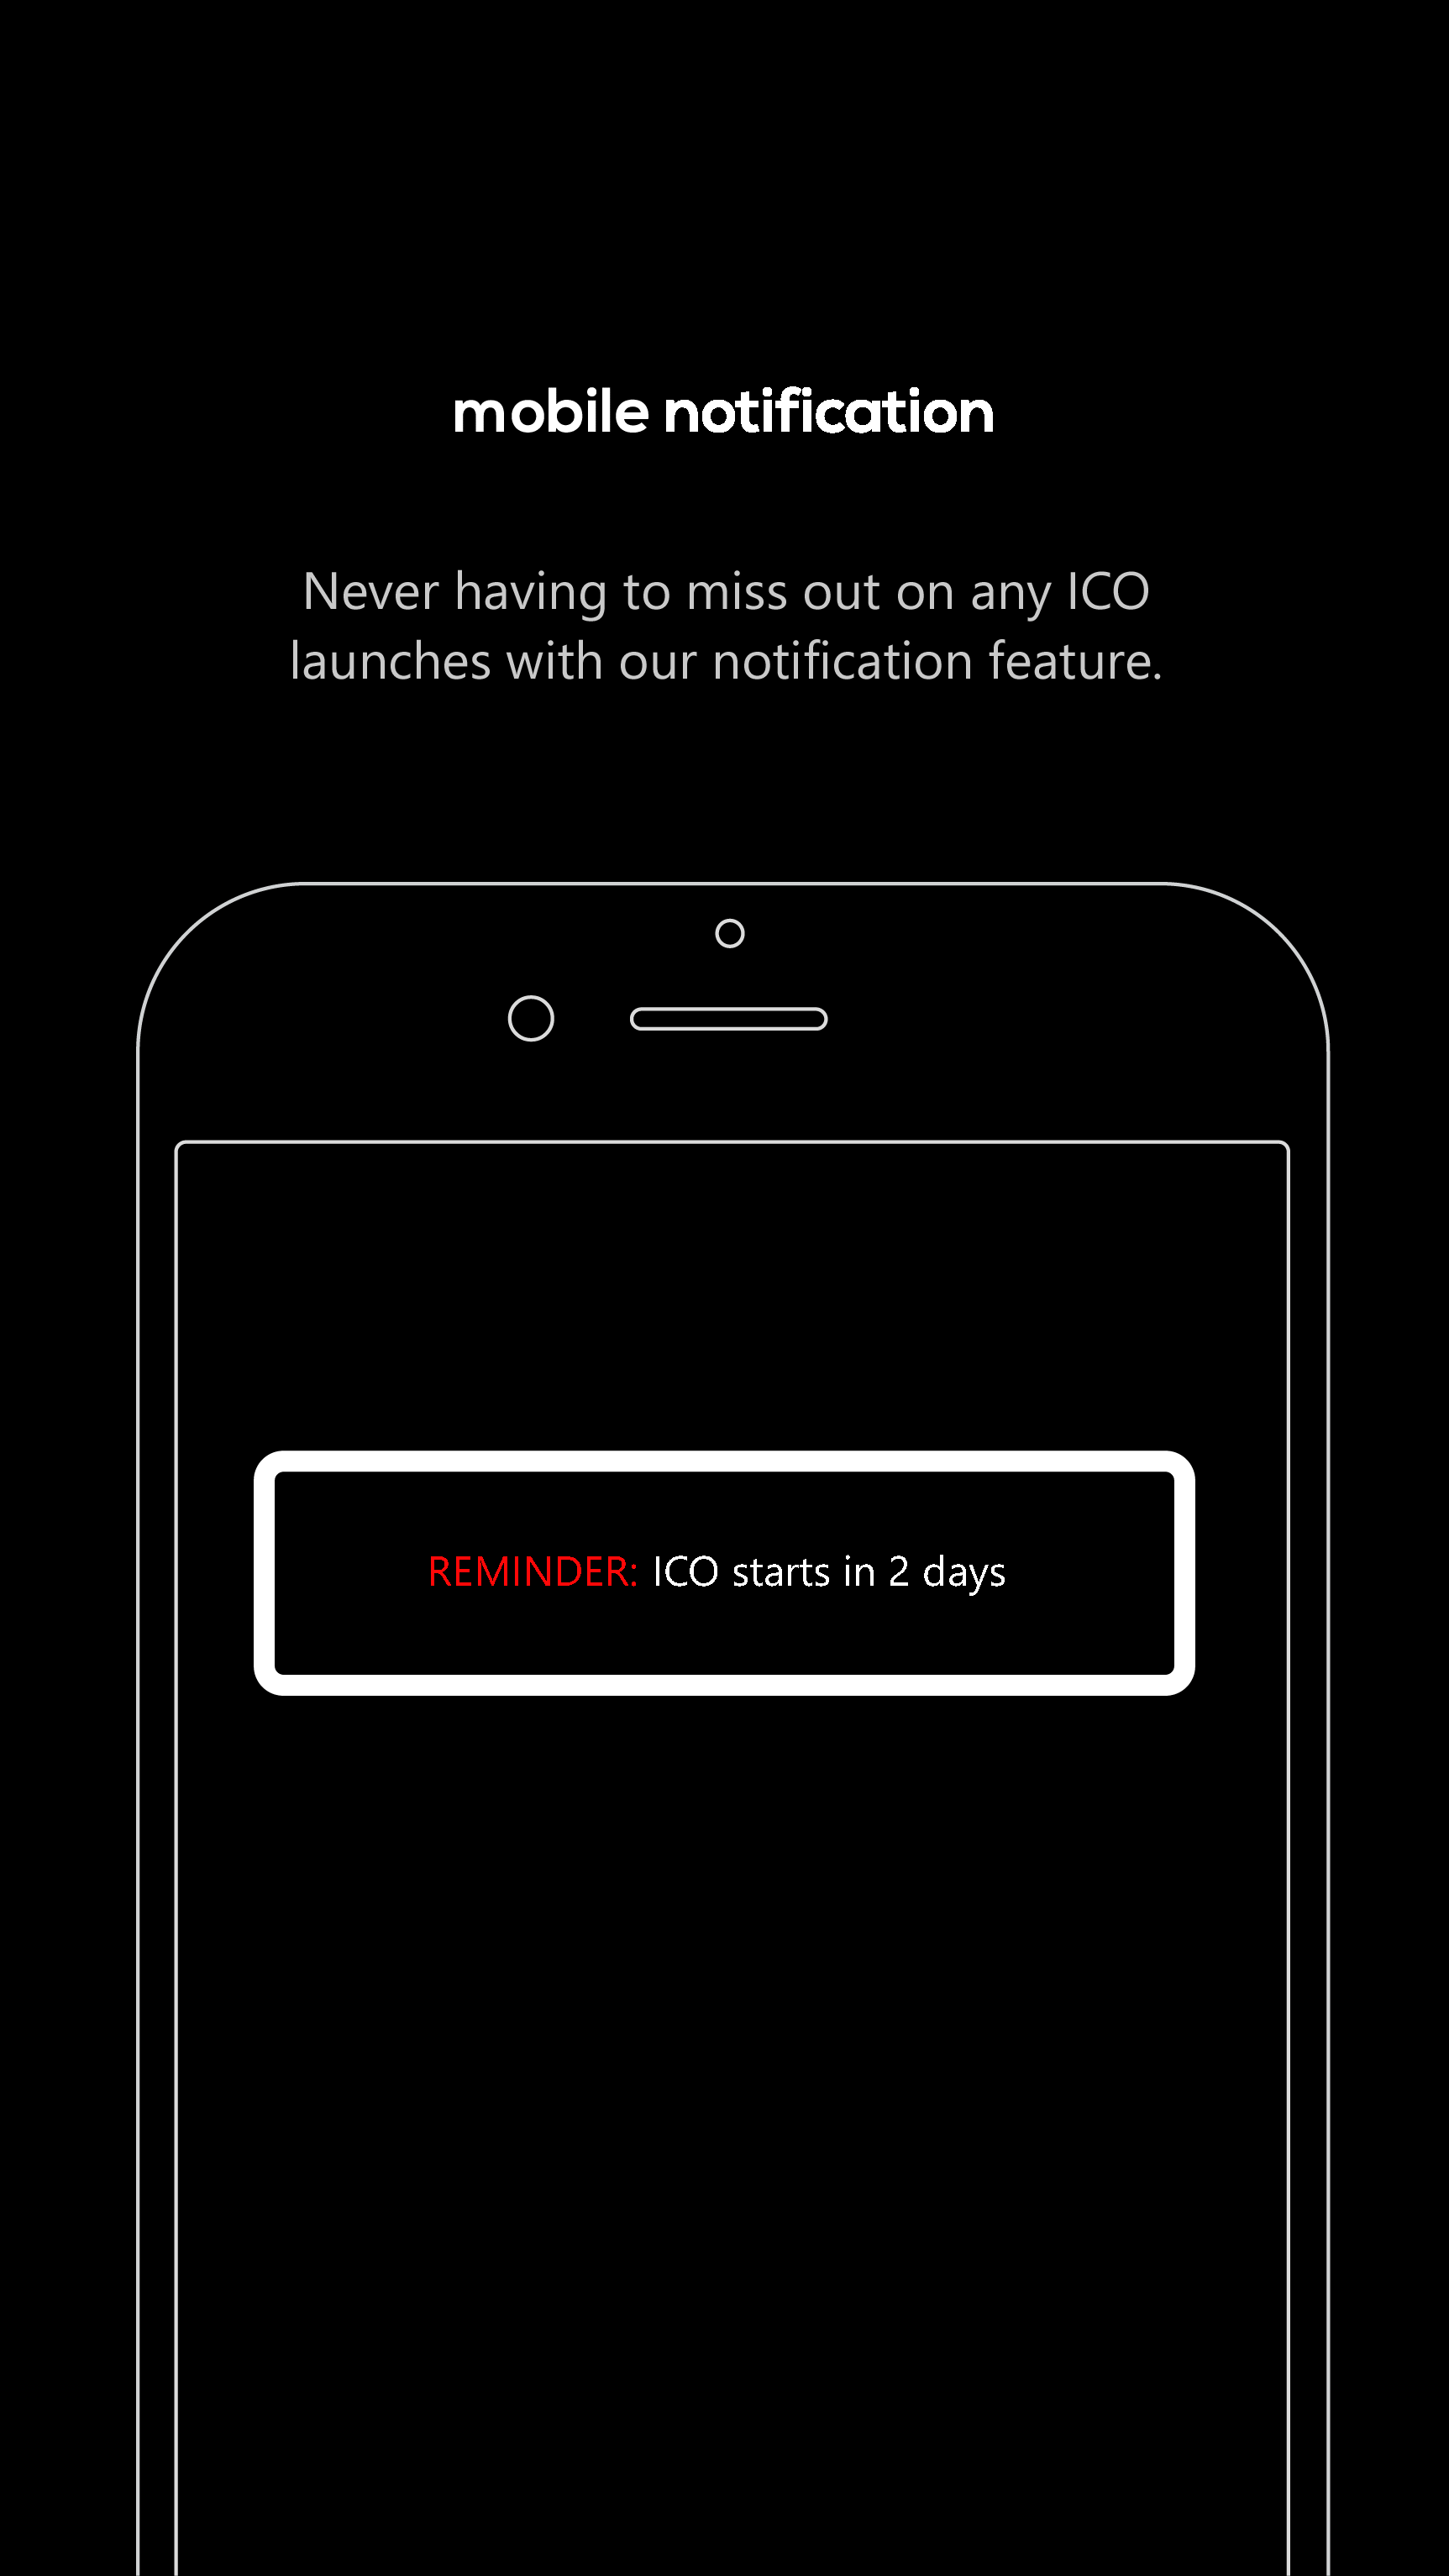 mobile notification
Never having to miss out on any ICO
launches with our notification feature.
REMINDER: ICO starts in 2 days